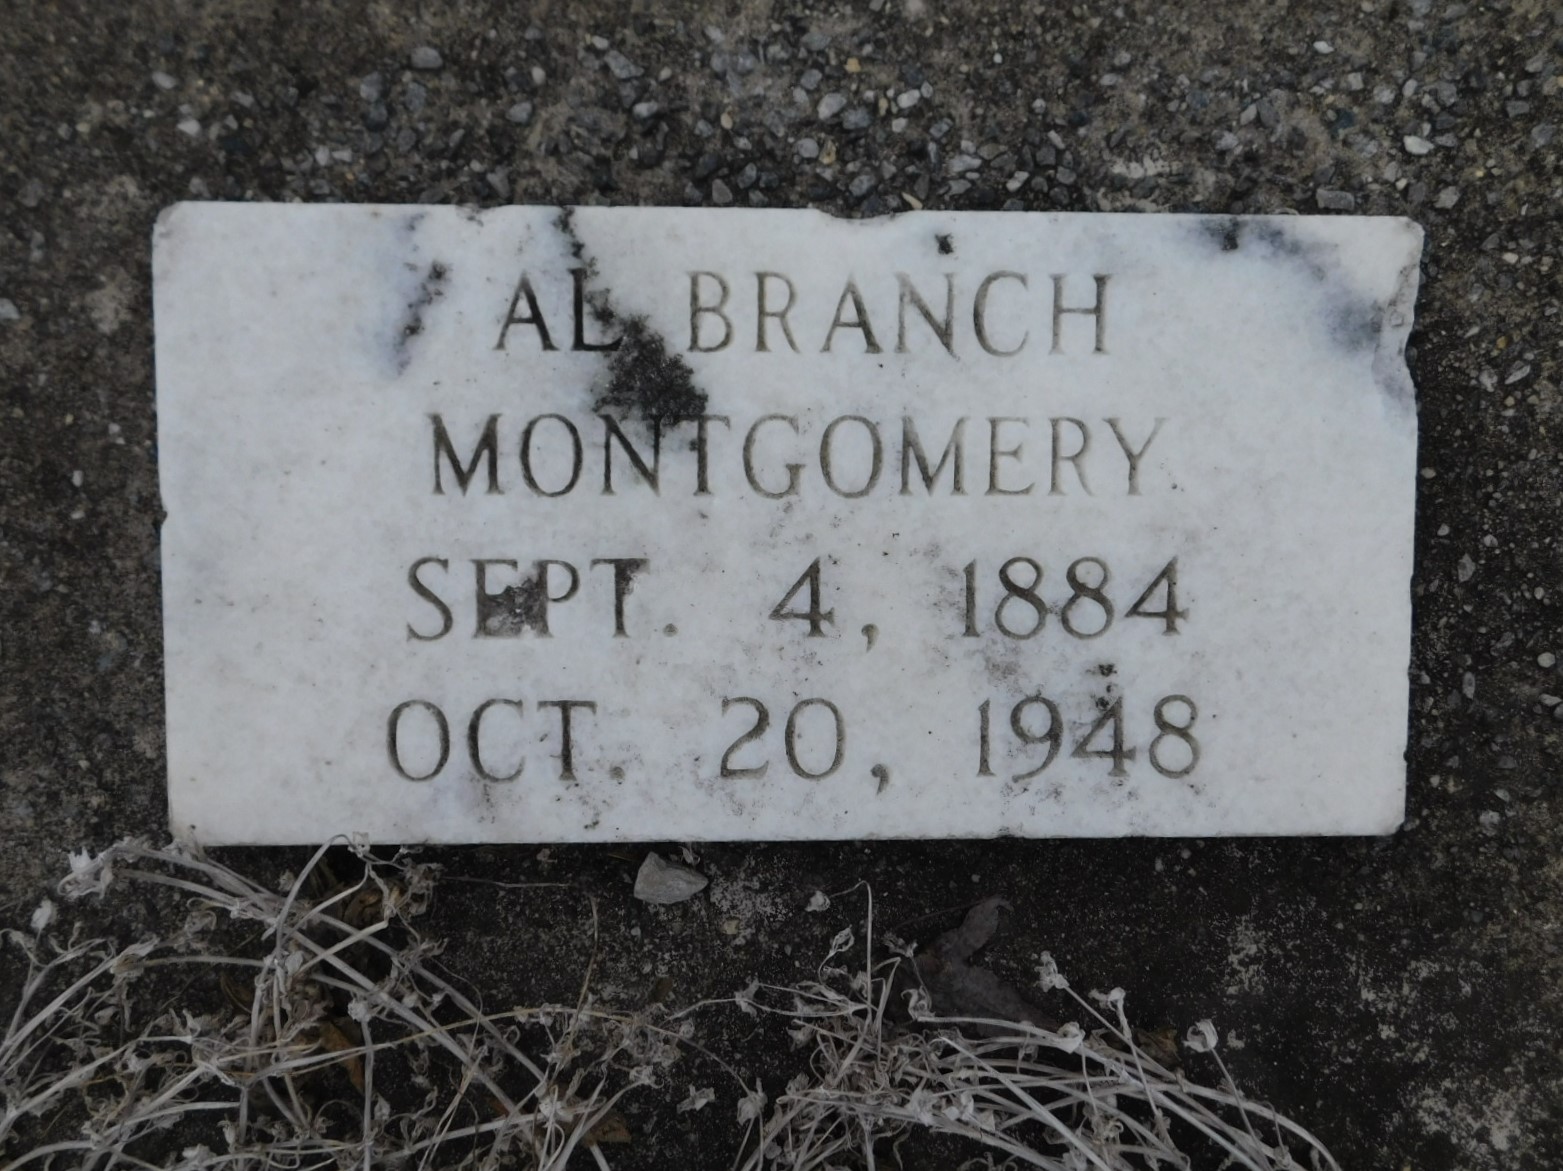 AL BRANCH
MONTGOMERY
SEPT. 4, 1884
OCT. 20, 1948